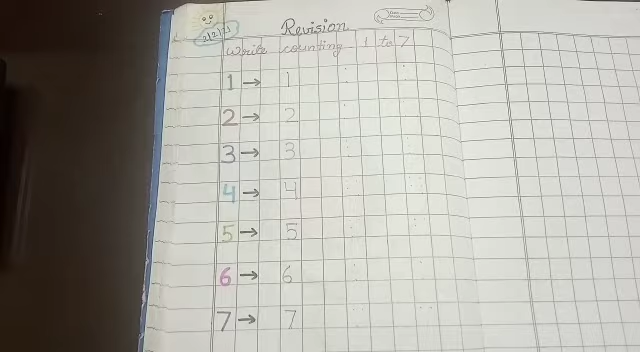 Revision
write counting 1 to 7
1 → 1
2 → 2
3 → 3
4 → 4
5 → 5
6 → 6
7 → 7